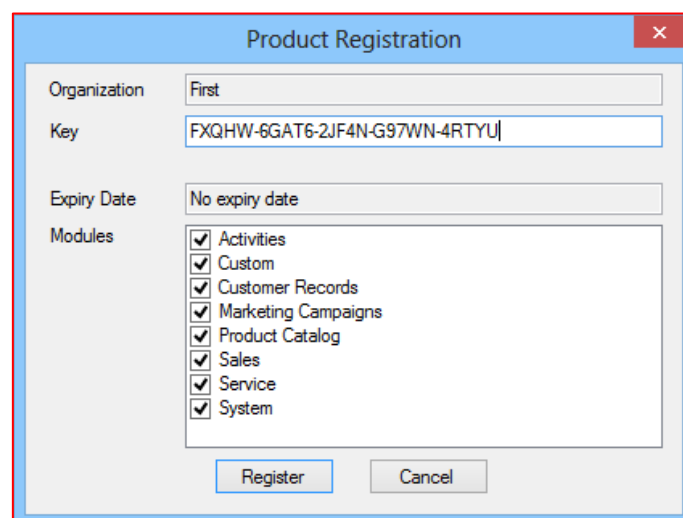 Product Registration
Organization First
Key FXQHW-6GAT6-2JF4N-G97WN-4RTYU
Expiry Date No expiry date
Modules
Activities
Custom
Customer Records
Marketing Campaigns
Product Catalog
Sales
Service
System
Register Cancel